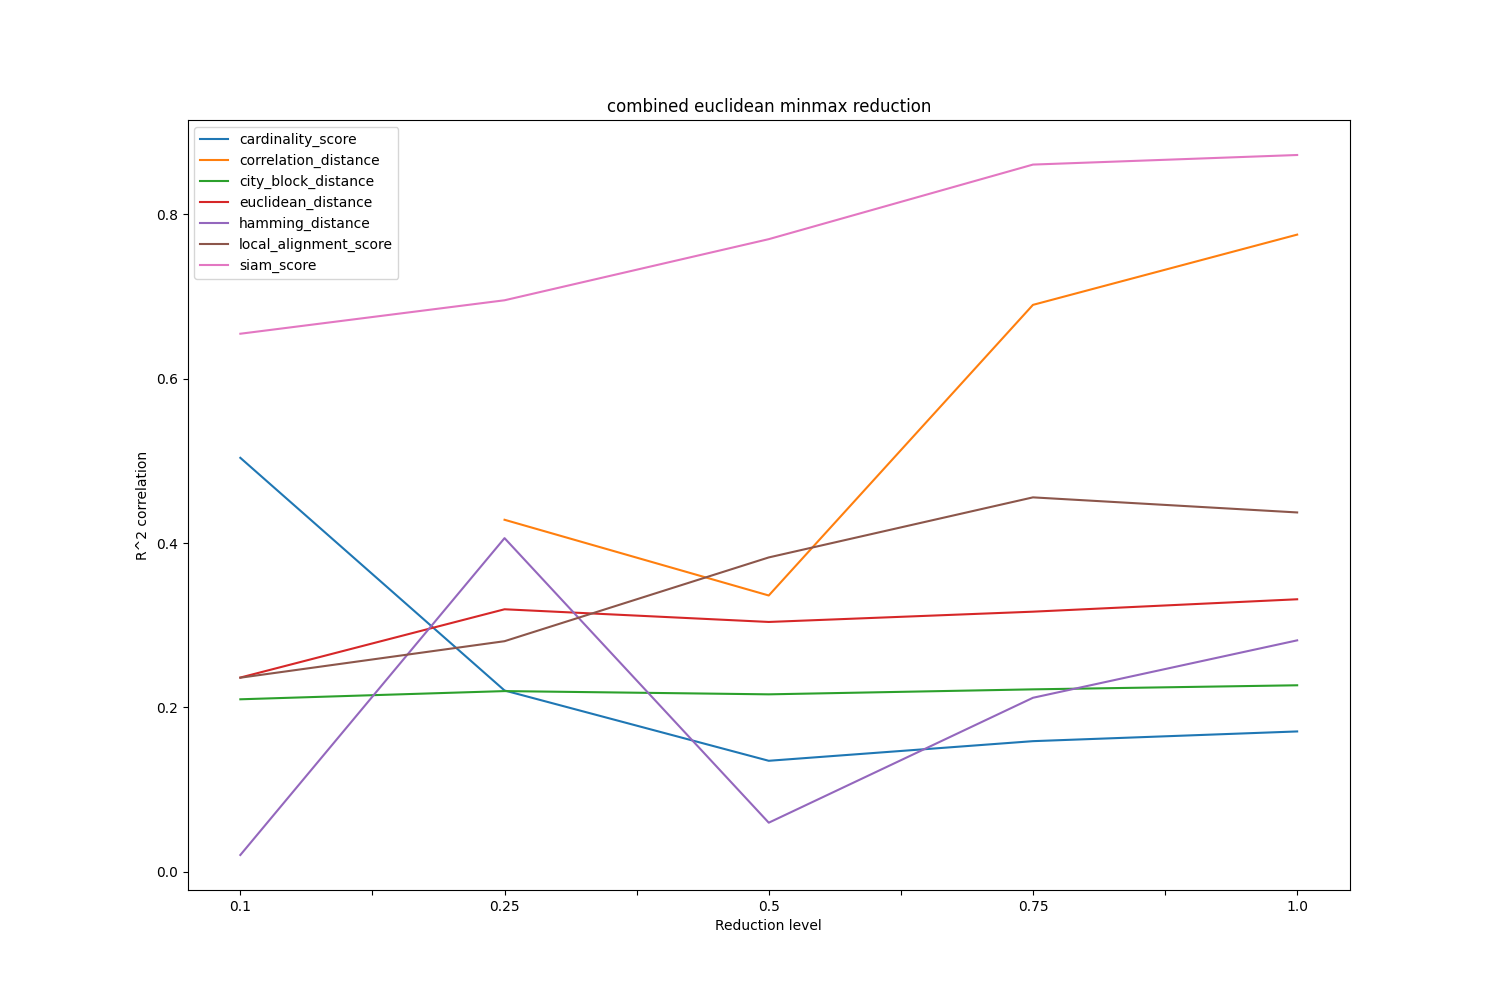 combined euclidean minmax reduction
cardinality_score
correlation_distance
city_block_distance
euclidean_distance
hamming_distance
local_alignment_score
siam_score
0.8
0.6
0.4
0.2
0.0
R^2 correlation
0.1 0.25 0.5 0.75 1.0
Reduction level